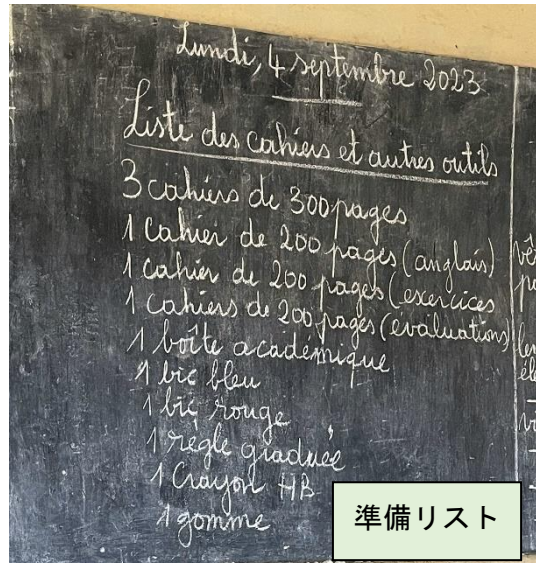 Lundi, 4 septembre 2023
Liste des cahiers et autres outils
3 cahiers de 300 pages
1 Cahier de 200 pages (anglais)
1 cahier de 200 pages (exercices
1 cahiers de 200 pages (évaluations)
1 boîte académique
1 bic bleu
1 bic rouge
1 règle graduée
1 Crayon HB
1 gomme
準備リスト